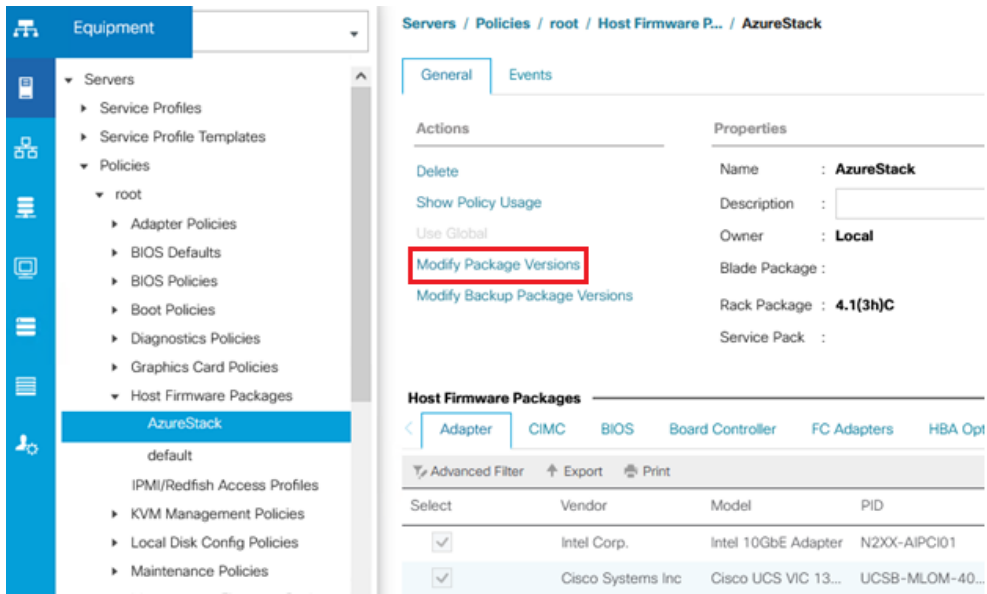 Equipment
Servers
Service Profiles
Service Profile Templates
Policies
root
Adapter Policies
BIOS Defaults
BIOS Policies
Boot Policies
Diagnostics Policies
Graphics Card Policies
Host Firmware Packages
AzureStack
default
IPMI/Redfish Access Profiles
KVM Management Policies
Local Disk Config Policies
Maintenance Policies
Servers / Policies / root / Host Firmware P... / AzureStack
General Events
Actions
Delete
Show Policy Usage
Use Global
Modify Package Versions
Modify Backup Package Versions
Properties
Name : AzureStack
Description :
Owner : Local
Blade Package :
Rack Package : 4.1(3h)C
Service Pack :
Host Firmware Packages
Adapter CIMC BIOS Board Controller FC Adapters HBA Opt
Advanced Filter Export Print
Select Vendor Model PID
Intel Corp. Intel 10GbE Adapter N2XX-AIPCI01
Cisco Systems Inc Cisco UCS VIC 13... UCSB-MLOM-40...